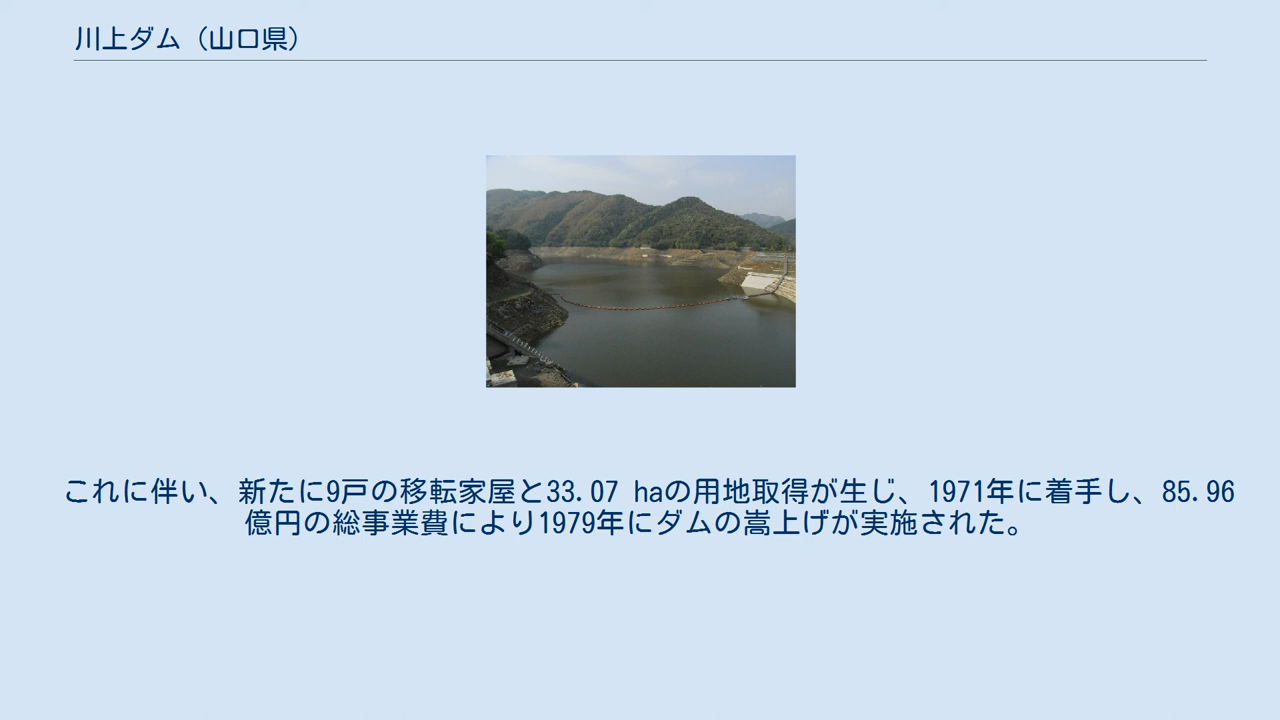 川上ダム（山口県）
これに伴い、新たに9戸の移転家屋と33.07 haの用地取得が生じ、1971年に着手し、85.96
億円の総事業費により1979年にダムの嵩上げが実施された。